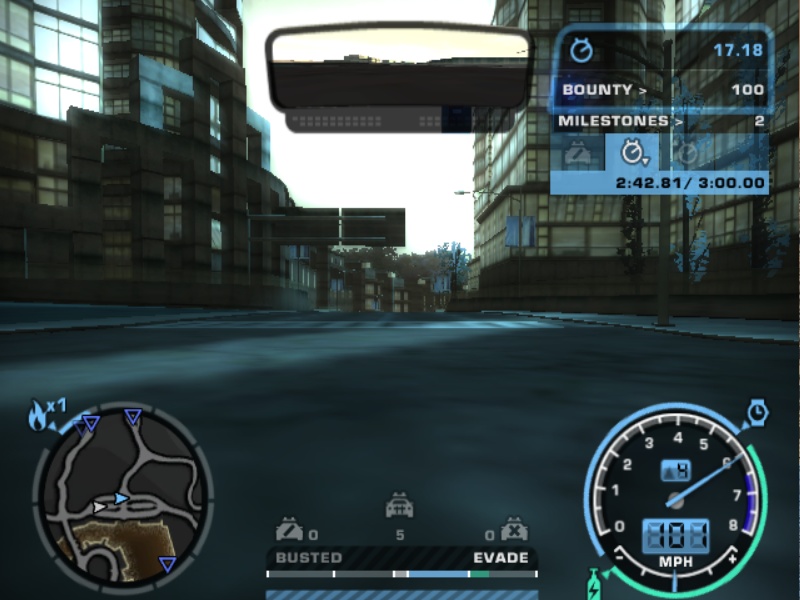 17.18
BOUNTY > 100
MILESTONES > 2
2:42.81/ 3:00.00
x1
0 1 2 3 4 5 6 7 8
4
101
MPH
- +
0 5 0
BUSTED EVADE